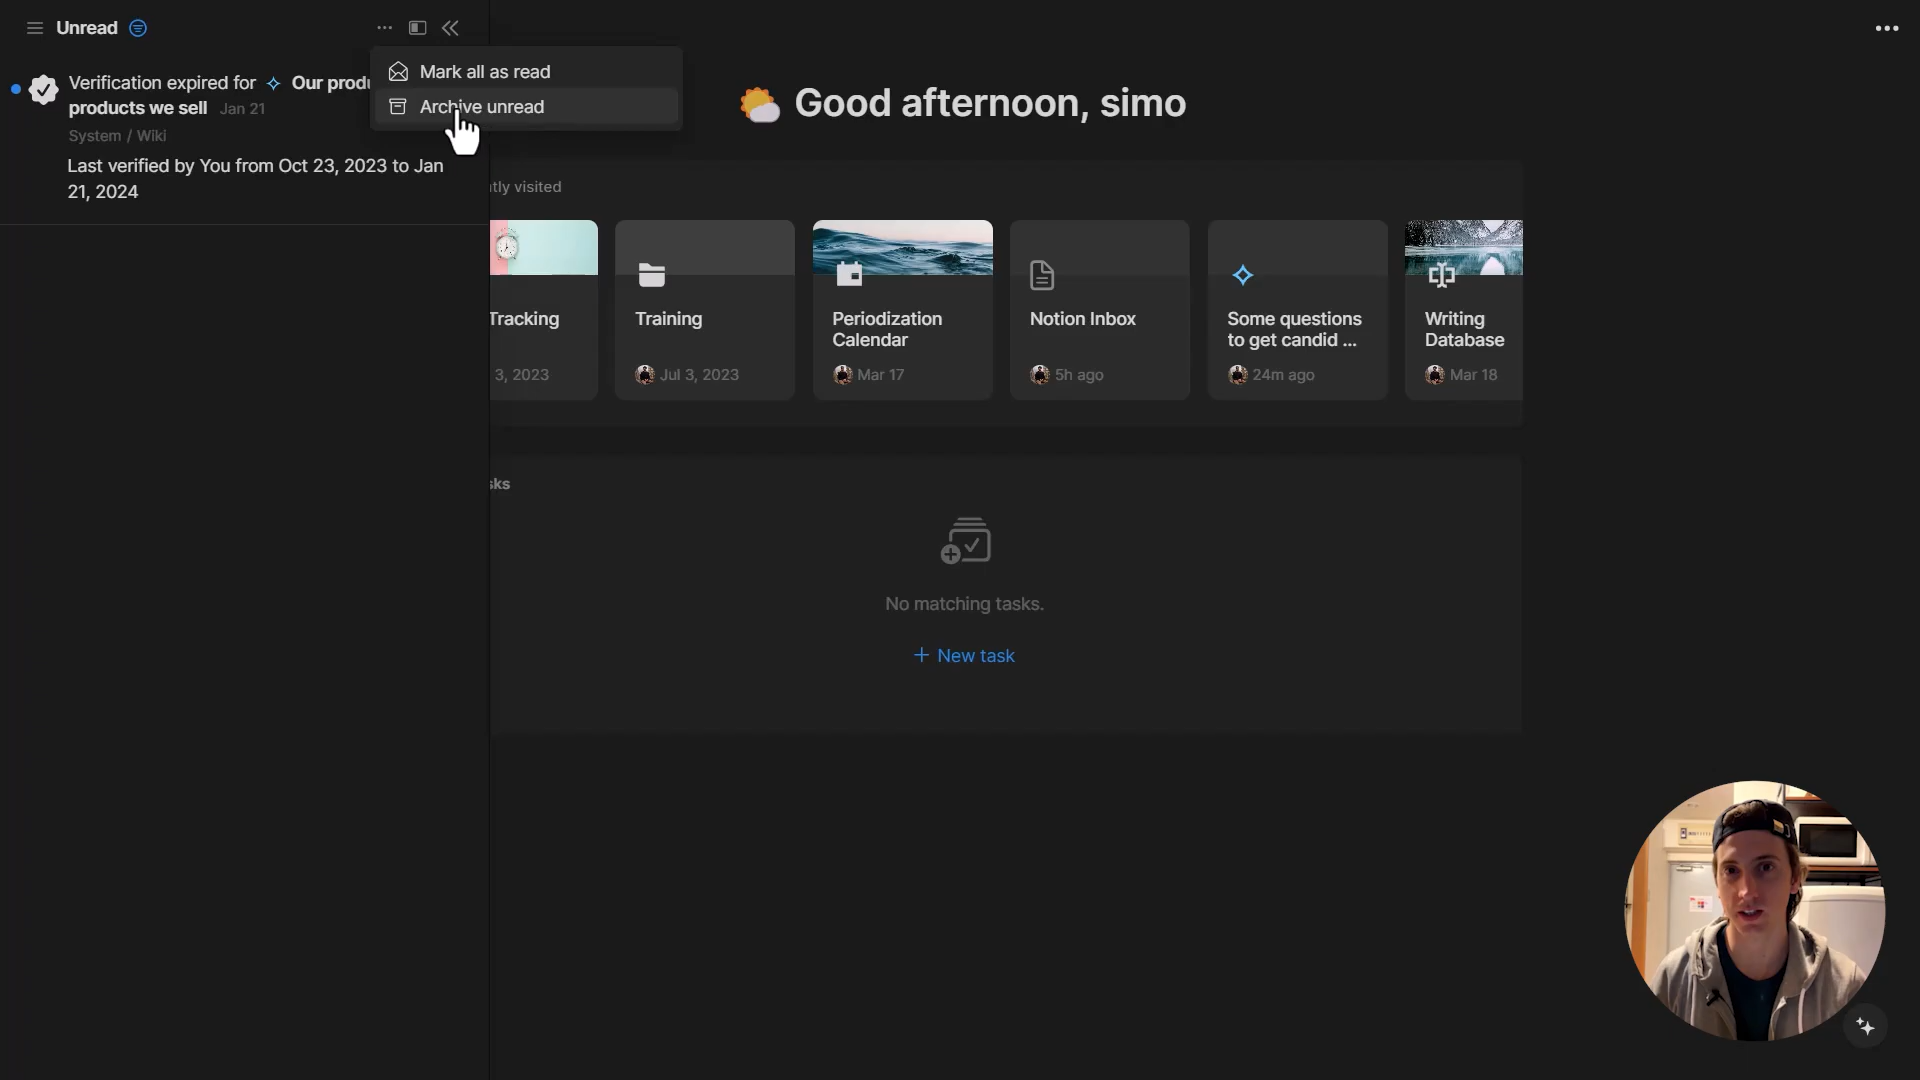 Unread
Mark all as read
Archive unread
Verification expired for Our produ
products we sell Jan 21
System / Wiki
Last verified by You from Oct 23, 2023 to Jan
21, 2024
Good afternoon, simo
tly visited
Tracking
3, 2023
Training
Jul 3, 2023
Periodization
Calendar
Mar 17
Notion Inbox
5h ago
Some questions
to get candid ...
24m ago
Writing
Database
Mar 18
sks
No matching tasks.
+ New task